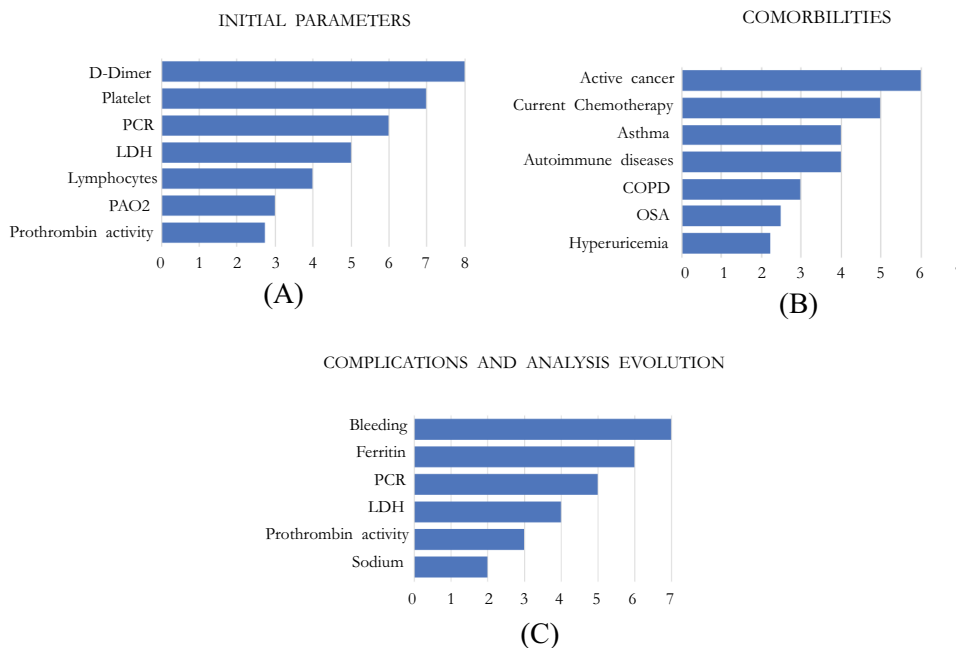 INITIAL PARAMETERS
D-Dimer
Platelet
PCR
LDH
Lymphocytes
PAO2
Prothrombin activity
0 1 2 3 4 5 6 7 8
(A)
COMORBILITIES
Active cancer
Current Chemotherapy
Asthma
Autoimmune diseases
COPD
OSA
Hyperuricemia
0 1 2 3 4 5 6
(B)
COMPLICATIONS AND ANALYSIS EVOLUTION
Bleeding
Ferritin
PCR
LDH
Prothrombin activity
Sodium
0 1 2 3 4 5 6 7
(C)